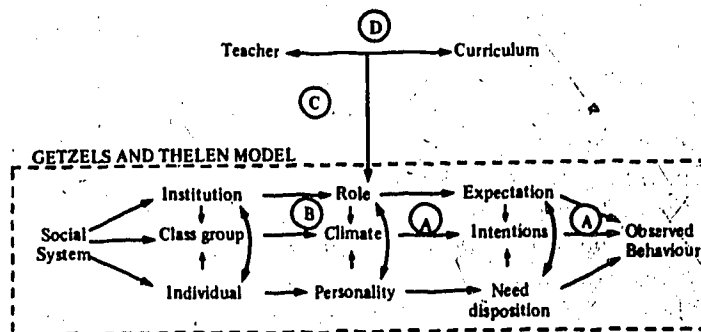 D
Teacher Curriculum
C
GETZELS AND THELEN MODEL
Institution Role Expectation
B A A
Social System Class group Climate Intentions Observed Behaviour
Individual Personality Need disposition